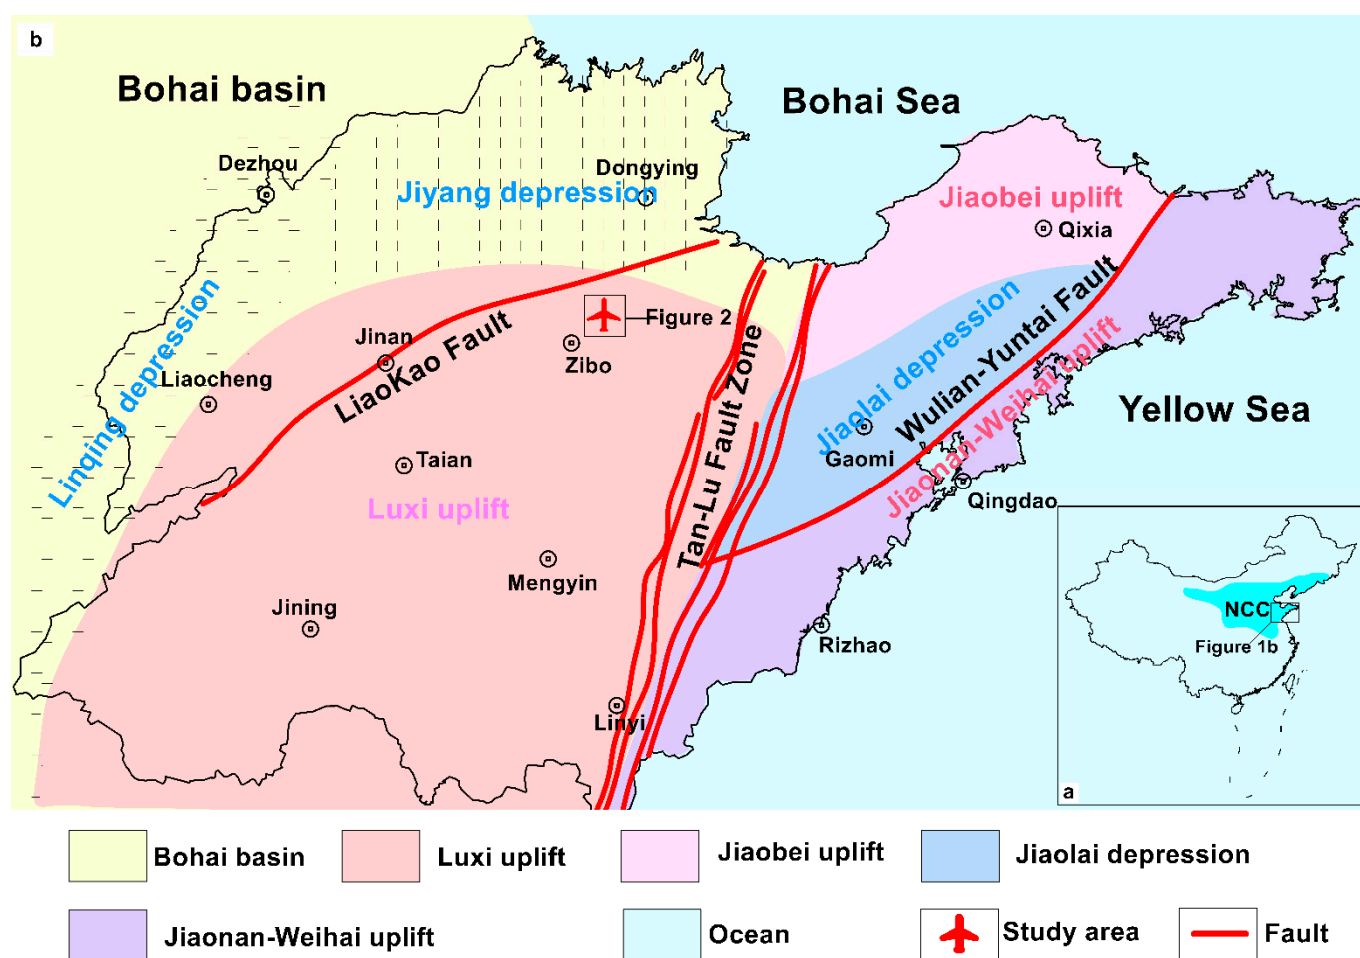 b
Bohai basin
Bohai Sea
Dezhou
Dongying
Jiyang depression
Jiaobei uplift
Qixia
Linqing depression
Jinan
LiaoKao Fault
Figure 2
Zibo
Liaocheng
Tan-Lu Fault Zone
Jiaolai depression
Wulian-Yuntai Fault
Jiaonan-Weihai uplift
Yellow Sea
Taian
Gaomi
Luxi uplift
Qingdao
Mengyin
Jining
Rizhao
Linyi
NCC
Figure 1b
a
Bohai basin
Luxi uplift
Jiaobei uplift
Jiaolai depression
Jiaonan-Weihai uplift
Ocean
Study area
Fault